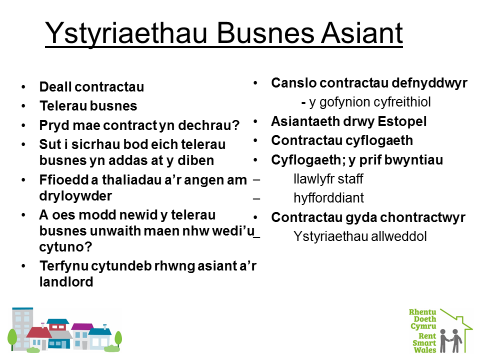 Ystyriaethau Busnes Asiant
• Deall contractau
• Telerau busnes
• Pryd mae contract yn dechrau?
• Sut i sicrhau bod eich telerau
busnes yn addas at y diben
• Ffioedd a thaliadau a'r angen am
dryloywder
• A oes modd newid y telerau
busnes unwaith maen nhw wedi'u
cytuno?
• Terfynu cytundeb rhwng asiant a'r
landlord
• Canslo contractau defnyddwyr
- y gofynion cyfreithiol
• Asiantaeth drwy Estopel
• Contractau cyflogaeth
• Cyflogaeth; y prif bwyntiau
– llawlyfr staff
– hyfforddiant
• Contractau gyda chontractwyr
– Ystyriaethau allweddol
Rhentu
Doeth
Cymru
Rent
Smart
Wales